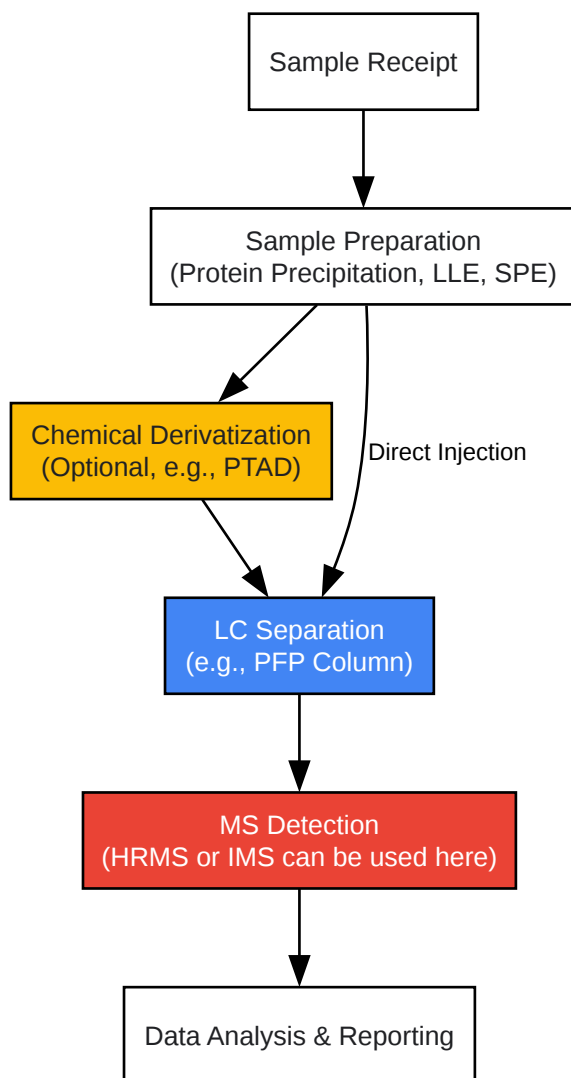 Sample Receipt
Sample Preparation
(Protein Precipitation, LLE, SPE)
Chemical Derivatization
(Optional, e.g., PTAD)
Direct Injection
LC Separation
(e.g., PFP Column)
MS Detection
(HRMS or IMS can be used here)
Data Analysis & Reporting